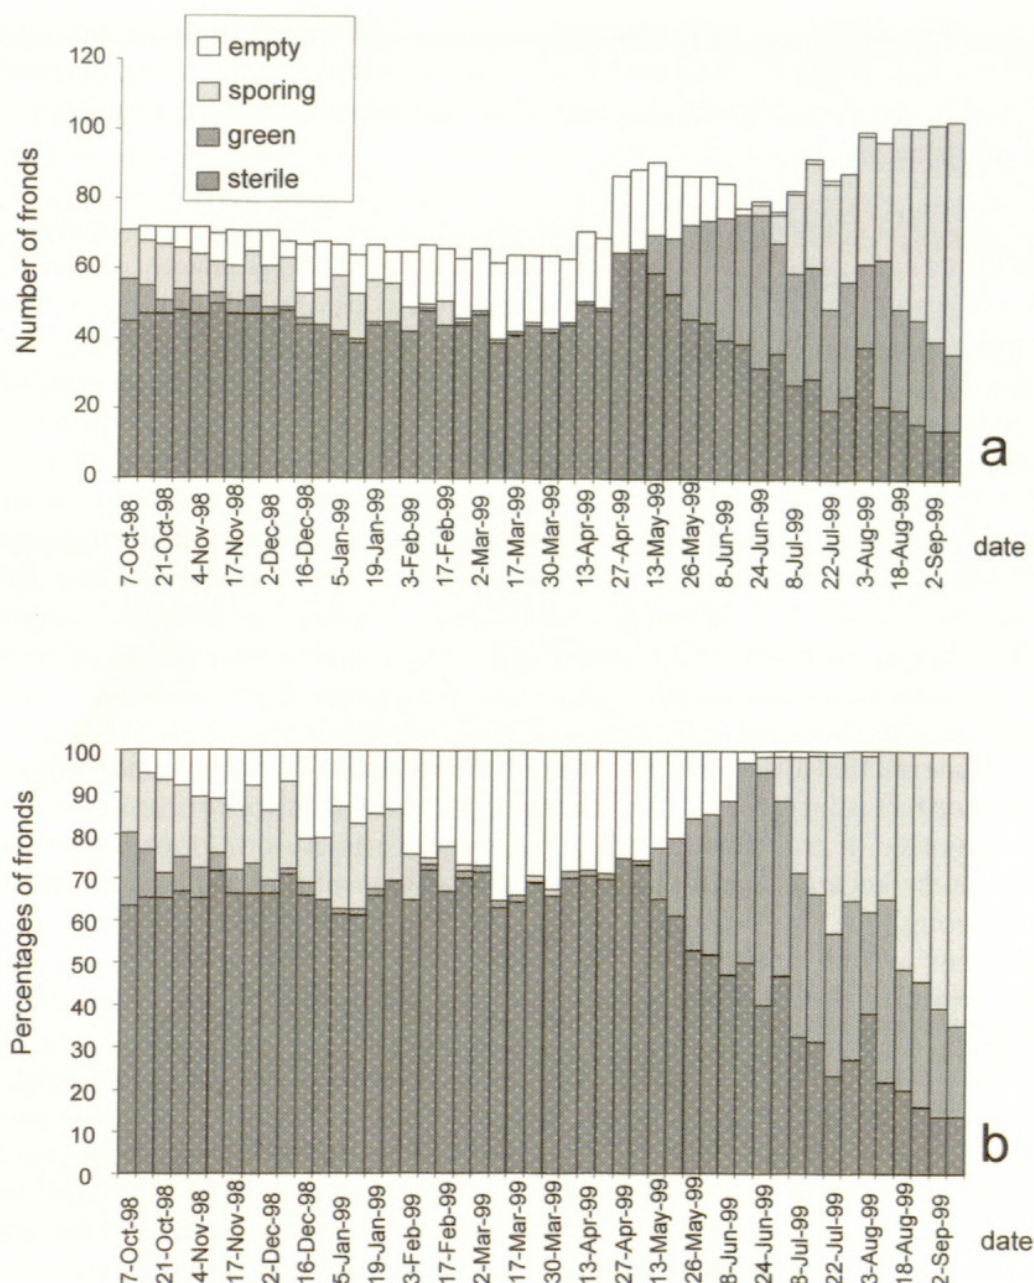 empty
sporing
green
sterile
Number of fronds
120
100
80
60
40
20
0
a
7-Oct-98
21-Oct-98
4-Nov-98
17-Nov-98
2-Dec-98
16-Dec-98
5-Jan-99
19-Jan-99
3-Feb-99
17-Feb-99
2-Mar-99
17-Mar-99
30-Mar-99
13-Apr-99
27-Apr-99
13-May-99
26-May-99
8-Jun-99
24-Jun-99
8-Jul-99
22-Jul-99
3-Aug-99
18-Aug-99
2-Sep-99
date
Percentages of fronds
100
90
80
70
60
50
40
30
20
10
0
b
7-Oct-98
21-Oct-98
4-Nov-98
17-Nov-98
2-Dec-98
16-Dec-98
5-Jan-99
19-Jan-99
3-Feb-99
17-Feb-99
2-Mar-99
17-Mar-99
30-Mar-99
13-Apr-99
27-Apr-99
13-May-99
26-May-99
8-Jun-99
24-Jun-99
8-Jul-99
22-Jul-99
3-Aug-99
18-Aug-99
2-Sep-99
date